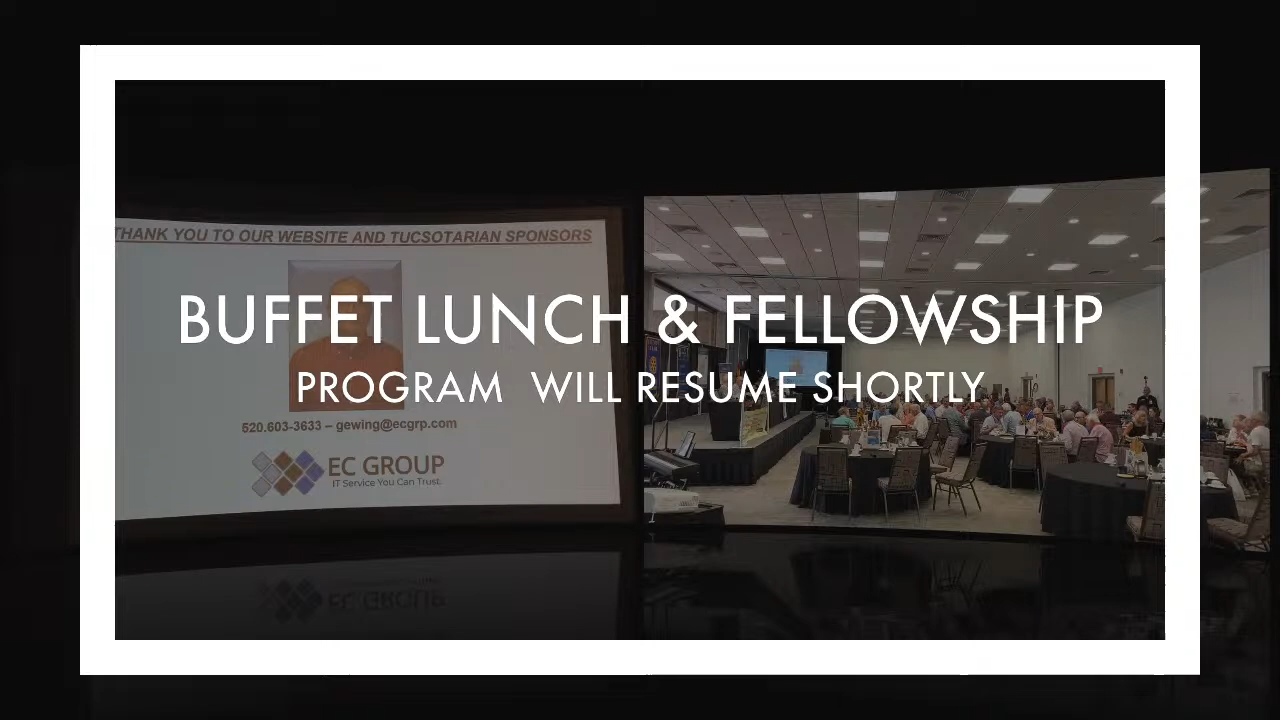 THANK YOU TO OUR WEBSITE AND TUCSOTARIAN SPONSORS
BUFFET LUNCH & FELLOWSHIP
PROGRAM WILL RESUME SHORTLY
520.603-3633 – gewing@ecgrp.com
EC GROUP
IT Service You Can Trust.